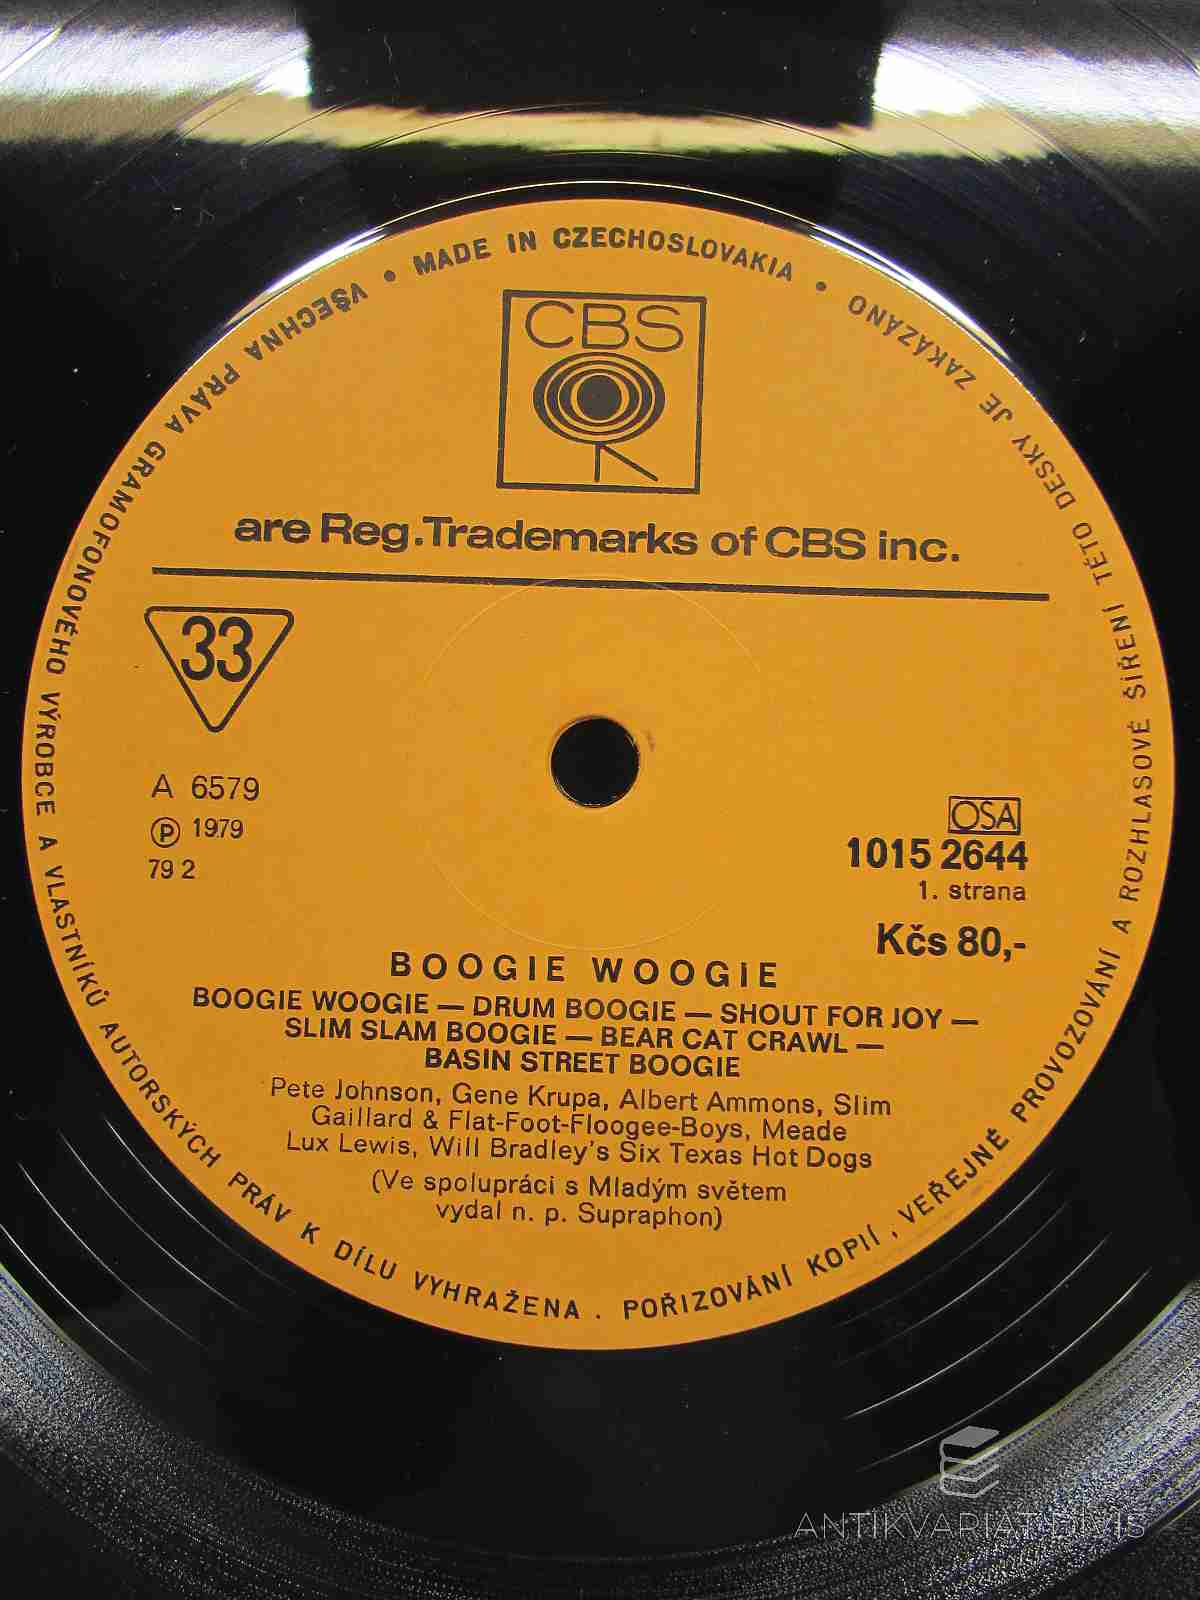 MADE IN CZECHOSLOVAKIA • ZAKÁZÁNO
VŠECHNA PRÁVA GRAMOFONOVÉHO VÝROBCE A VLASTNÍKŮ AUTORSKÝCH PRÁV K DÍLU VYHRAŽENA . POŘIZOVÁNÍ KOPIÍ, VEŘEJNÉ PROVOZOVÁNÍ A ROZHLASOVÉ ŠÍŘENÍ TÉTO DESKY JE ZAKÁZÁNO
CBS
are Reg.Trademarks of CBS inc.
33
A 6579
Ⓟ 1979
79 2
OSA
1015 2644
1. strana
Kčs 80,-
BOOGIE WOOGIE
BOOGIE WOOGIE — DRUM BOOGIE — SHOUT FOR JOY —
SLIM SLAM BOOGIE — BEAR CAT CRAWL —
BASIN STREET BOOGIE
Pete Johnson, Gene Krupa, Albert Ammons, Slim
Gaillard & Flat-Foot-Floogee-Boys, Meade
Lux Lewis, Will Bradley's Six Texas Hot Dogs
(Ve spolupráci s Mladým světem
vydal n. p. Supraphon)
ANTIKVARIAT DIVIS